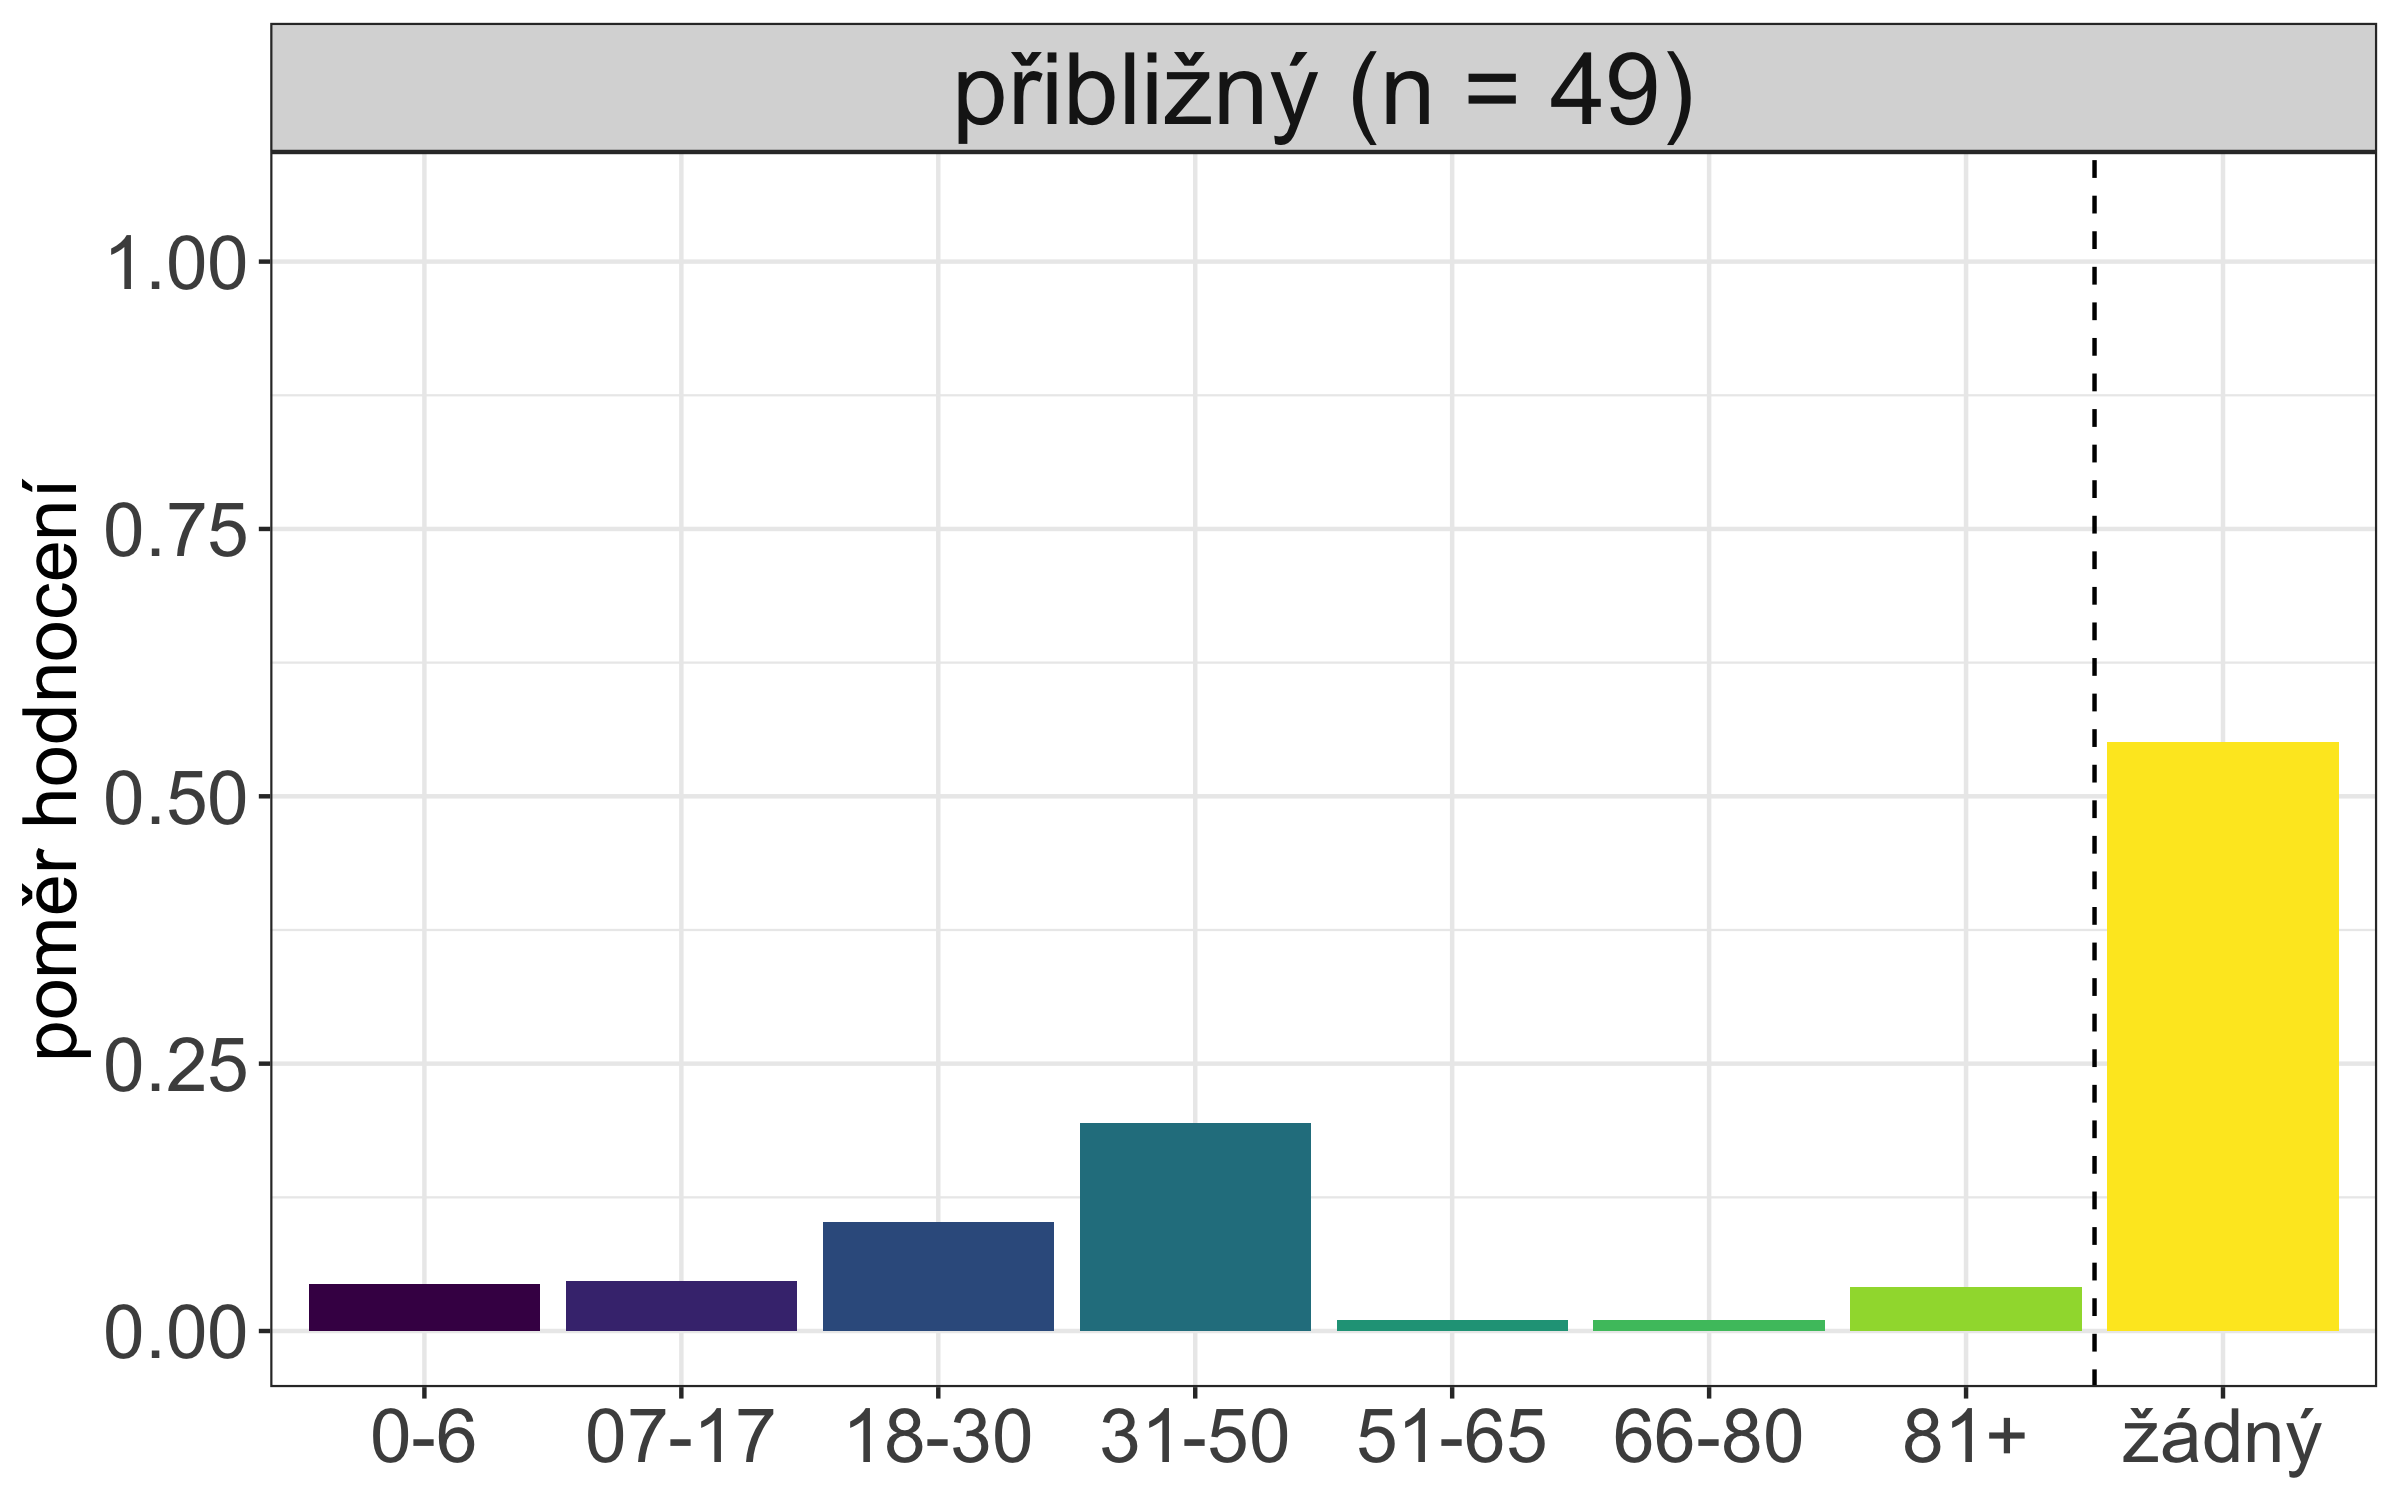 přibližný (n = 49)
poměr hodnocení
1.00
0.75
0.50
0.25
0.00
0-6 07-17 18-30 31-50 51-65 66-80 81+ žádný